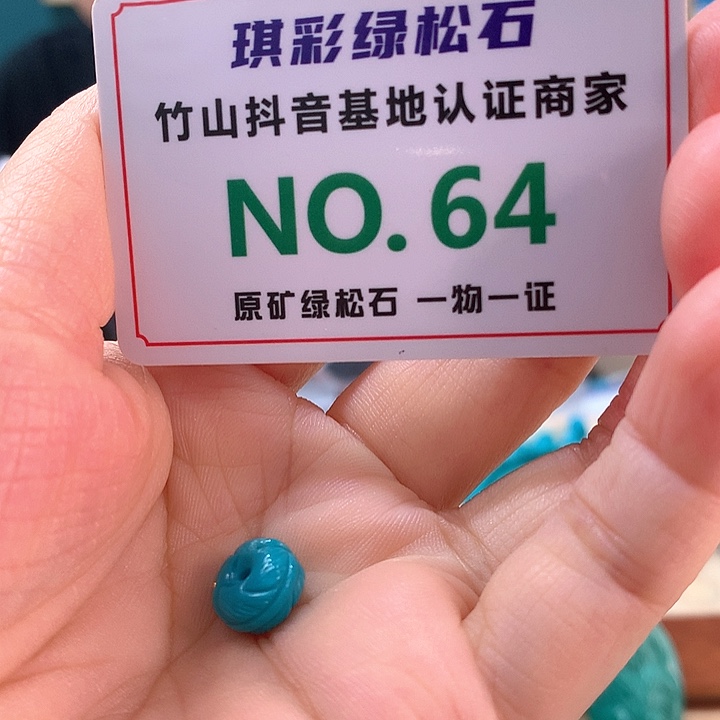 琪彩绿松石
竹山抖音基地认证商家
NO. 64
原矿绿松石 一物一证